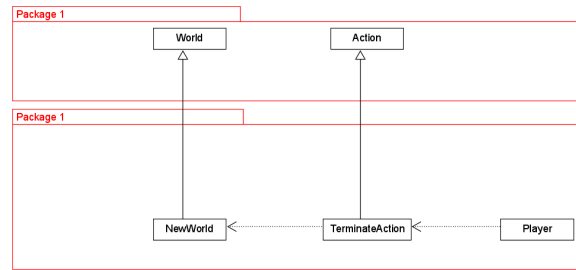 Package 1
World
Action
Package 1
NewWorld
TerminateAction
Player